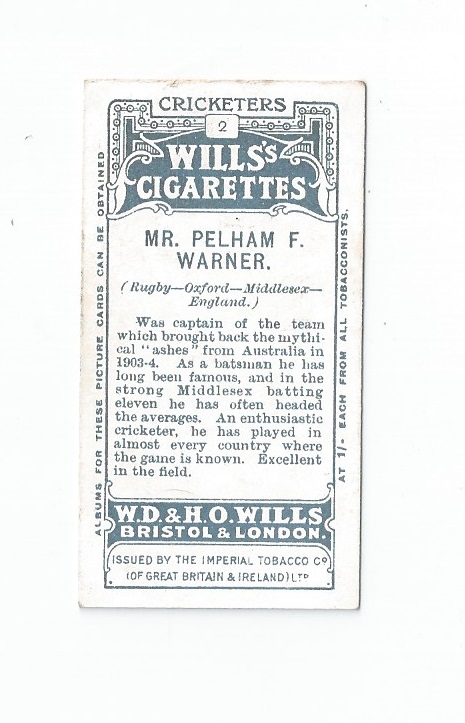 CRICKETERS
2
WILLS'S
CIGARETTES
MR. PELHAM F.
WARNER.
(Rugby—Oxford—Middlesex—
England.)
Was captain of the team
which brought back the mythi-
cal "ashes" from Australia in
1903-4. As a batsman he has
long been famous, and in the
strong Middlesex batting
eleven he has often headed
the averages. An enthusiastic
cricketer, he has played in
almost every country where
the game is known. Excellent
in the field.
W.D. & H.O. WILLS
BRISTOL & LONDON.
ISSUED BY THE IMPERIAL TOBACCO Co
(OF GREAT BRITAIN & IRELAND) LTD
ALBUMS FOR THESE PICTURE CARDS CAN BE OBTAINED
AT 1/- EACH FROM ALL TOBACCONISTS.